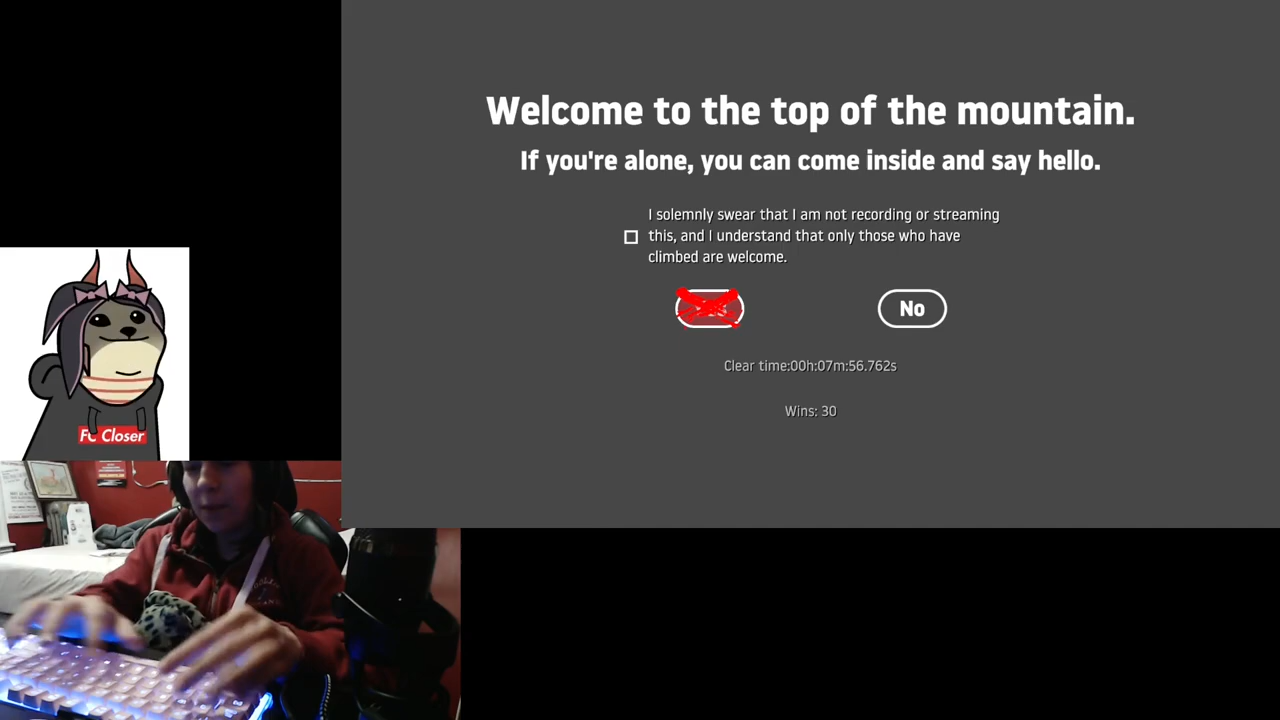 Welcome to the top of the mountain.
If you're alone, you can come inside and say hello.
I solemnly swear that I am not recording or streaming
this, and I understand that only those who have
climbed are welcome.
No
Clear time:00h:07m:56.762s
Wins: 30
FC Closer